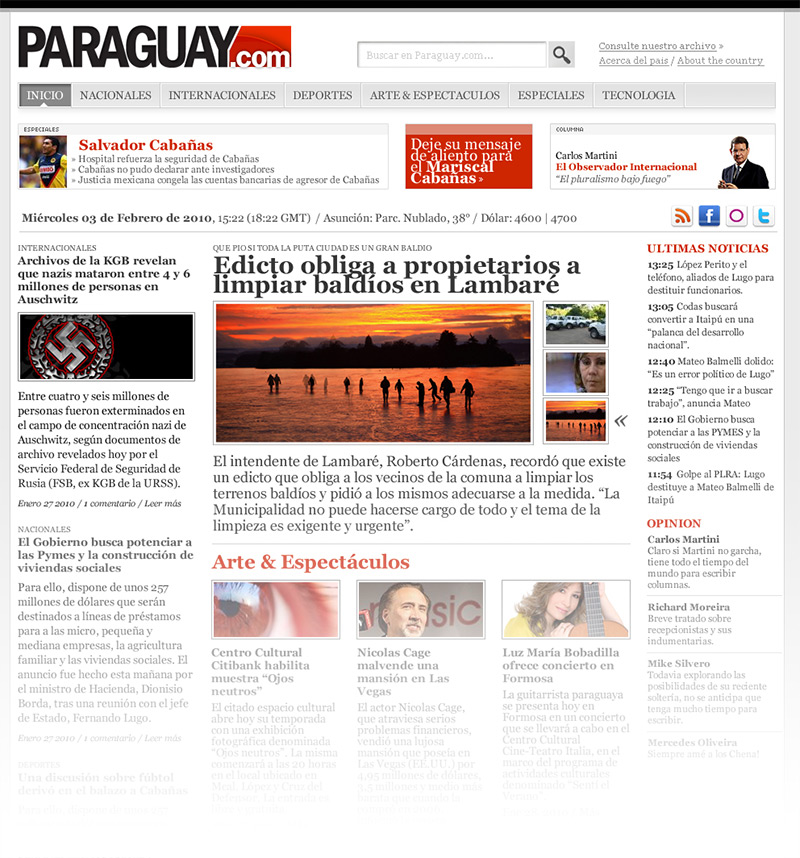 PARAGUAY.com
Buscar en Paraguay.com...
Consulte nuestro archivo »
Acerca del pais / About the country
INICIO
NACIONALES
INTERNACIONALES
DEPORTES
ARTE & ESPECTACULOS
ESPECIALES
TECNOLOGIA
ESPECIALES
Salvador Cabañas
» Hospital refuerza la seguridad de Cabañas
» Cabañas no pudo declarar ante investigadores
» Justicia mexicana congela las cuentas bancarias de agresor de Cabañas
Deje su mensaje
de aliento para
el Mariscal
Cabañas »
COLUMNA
Carlos Martini
El Observador Internacional
“El pluralismo bajo fuego”
Miércoles 03 de Febrero de 2010, 15:22 (18:22 GMT) / Asunción: Parc. Nublado, 38º / Dólar: 4600 | 4700
INTERNACIONALES
Archivos de la KGB revelan
que nazis mataron entre 4 y 6
millones de personas en
Auschwitz
Entre cuatro y seis millones de
personas fueron exterminados en
el campo de concentración nazi de
Auschwitz, según documentos de
archivo revelados hoy por el
Servicio Federal de Seguridad de
Rusia (FSB, ex KGB de la URSS).
Enero 27 2010 / 1 comentario / Leer más
NACIONALES
El Gobierno busca potenciar a
las Pymes y la construcción de
viviendas sociales
Para ello, dispone de unos 257
millones de dólares que serán
destinados a líneas de préstamos
para a las micro, pequeña y
mediana empresas, la agricultura
familiar y las viviendas sociales. El
anuncio fue hecho esta mañana por
el ministro de Hacienda, Dionisio
Borda, tras una reunión con el jefe
de Estado, Fernando Lugo.
Enero 27 2010 / 1 comentario / Leer más
DEPORTES
Una discusión sobre fútbol
derivó en el balazo a Cabañas
Para ello, dispone de unos 257
QUE PIO SI TODA LA PUTA CIUDAD ES UN GRAN BALDIO
Edicto obliga a propietarios a
limpiar baldíos en Lambaré
«
El intendente de Lambaré, Roberto Cárdenas, recordó que existe
un edicto que obliga a los vecinos de la comuna a limpiar los
terrenos baldíos y pidió a los mismos adecuarse a la medida. “La
Municipalidad no puede hacerse cargo de todo y el tema de la
limpieza es exigente y urgente”.
Arte & Espectáculos
Centro Cultural
Citibank habilita
muestra “Ojos
neutros”
El citado espacio cultural
abre hoy su temporada
con una exhibición
fotográfica denominada
“Ojos neutros”. La misma
comenzará a las 20 horas
en el local ubicado en
Mcal. López y Cruz del
Defensor. La entrada es
sic
Nicolas Cage
malvende una
mansión en Las
Vegas
El actor Nicolas Cage,
que atraviesa serios
problemas financieros,
vendió una lujosa
mansión que poseía en
Las Vegas (EE.UU.) por
4,95 millones de dólares,
3,5 millones y medio más
Luz María Bobadilla
ofrece concierto en
Formosa
La guitarrista paraguaya
se presenta hoy en
Formosa en un concierto
que se llevará a cabo en el
Centro Cultural
Cine-Teatro Italia, en el
marco del programa de
actividades culturales
denominado “Sentí el
Verano”
ULTIMAS NOTICIAS
13:25 López Perito y el
teléfono, aliados de Lugo para
destituir funcionarios.
13:05 Codas buscará
convertir a Itaipú en una
“palanca del desarrollo
nacional”.
12:40 Mateo Balmelli dolido:
“Es un error político de Lugo”
12:25 “Tengo que ir a buscar
trabajo”, anuncia Mateo
12:10 El Gobierno busca
potenciar a las PYMES y la
construcción de viviendas
sociales
11:54 Golpe al PLRA: Lugo
destituye a Mateo Balmelli de
Itaipú
OPINION
Carlos Martini
Claro si Martini no garcha,
tiene todo el tiempo del
mundo para escribir
columnas.
Richard Moreira
Breve tratado sobre
recepcionistas y sus
indumentarias.
Mike Silvero
Todavia explorando las
posibilidades de su reciente
soltería, no se anticipa que
tenga mucho tiempo para
escribir.
Mercedes Oliveira
Siempre amé a los Chena!